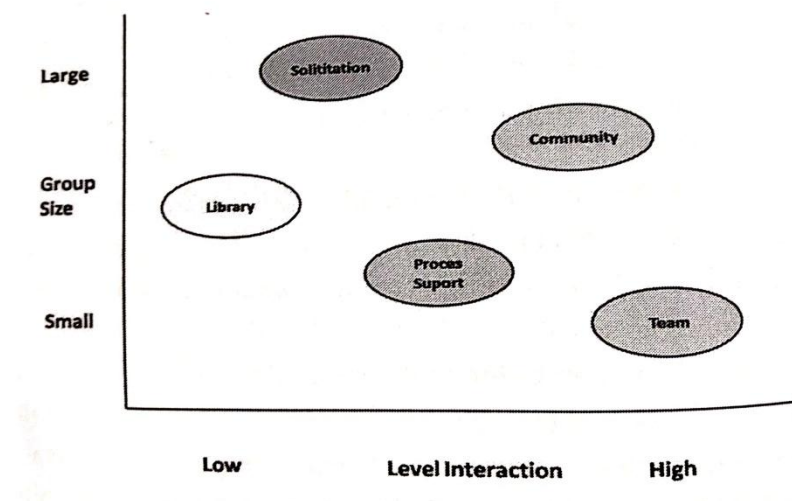 Large
Solititation
Community
Group
Size
Library
Proces
Suport
Small
Team
Low
Level Interaction
High